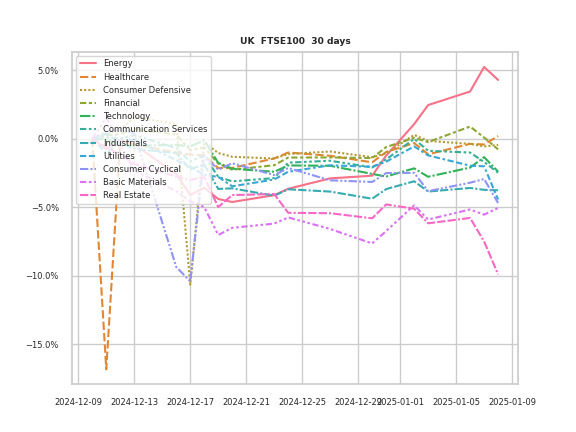 UK FTSE100 30 days
Energy
Healthcare
Consumer Defensive
Financial
Technology
Communication Services
Industrials
Utilities
Consumer Cyclical
Basic Materials
Real Estate
5.0%
0.0%
−5.0%
−10.0%
−15.0%
2024-12-09 2024-12-13 2024-12-17 2024-12-21 2024-12-25 2024-12-29 2025-01-01 2025-01-05 2025-01-09